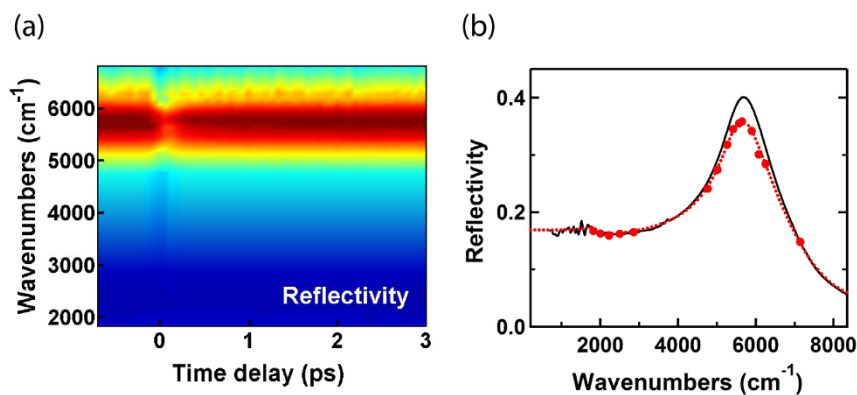 (a)
Wavenumbers (cm-1)
6000
5000
4000
3000
2000
Reflectivity
0
1
2
3
Time delay (ps)
(b)
Reflectivity
0.4
0.2
0.0
2000
4000
6000
8000
Wavenumbers (cm-1)